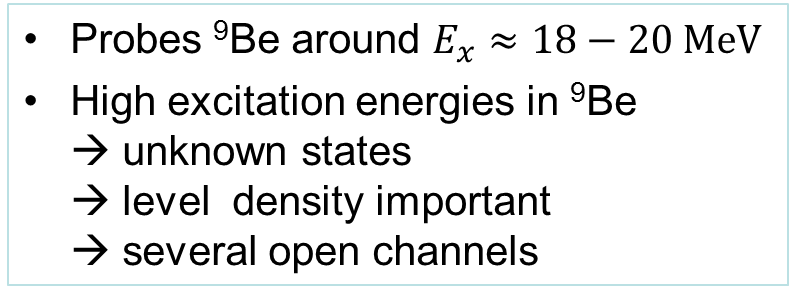 • Probes ⁹Be around Eₓ ≈ 18 − 20 MeV
• High excitation energies in ⁹Be
→ unknown states
→ level density important
→ several open channels